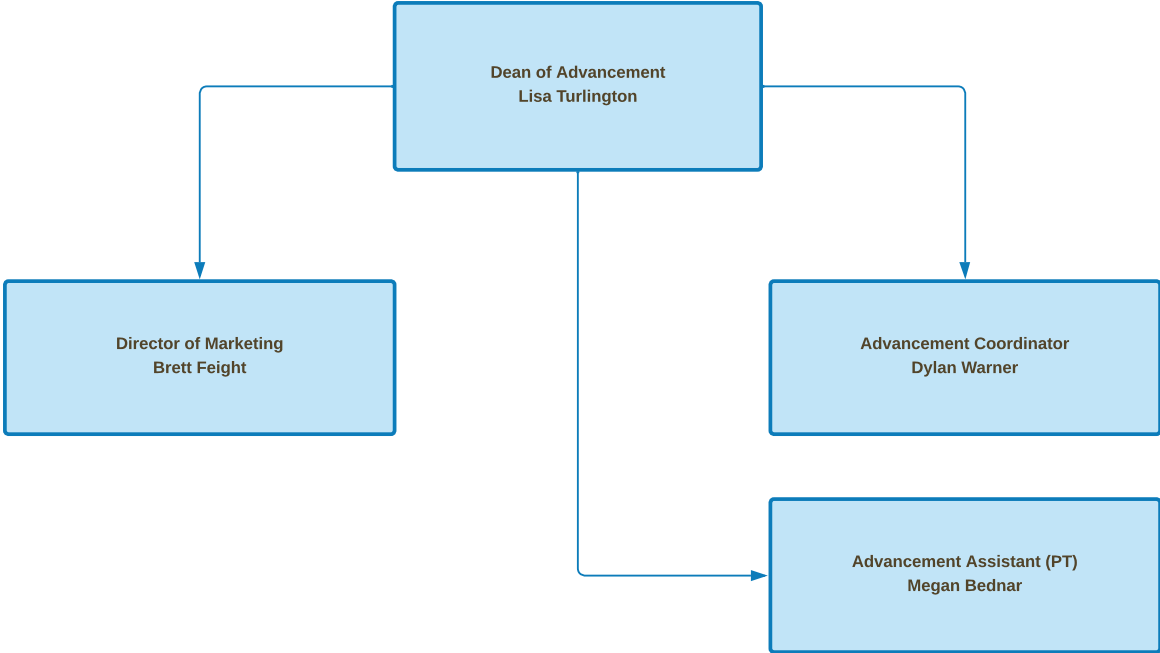 Dean of Advancement
Lisa Turlington
Director of Marketing
Brett Feight
Advancement Coordinator
Dylan Warner
Advancement Assistant (PT)
Megan Bednar